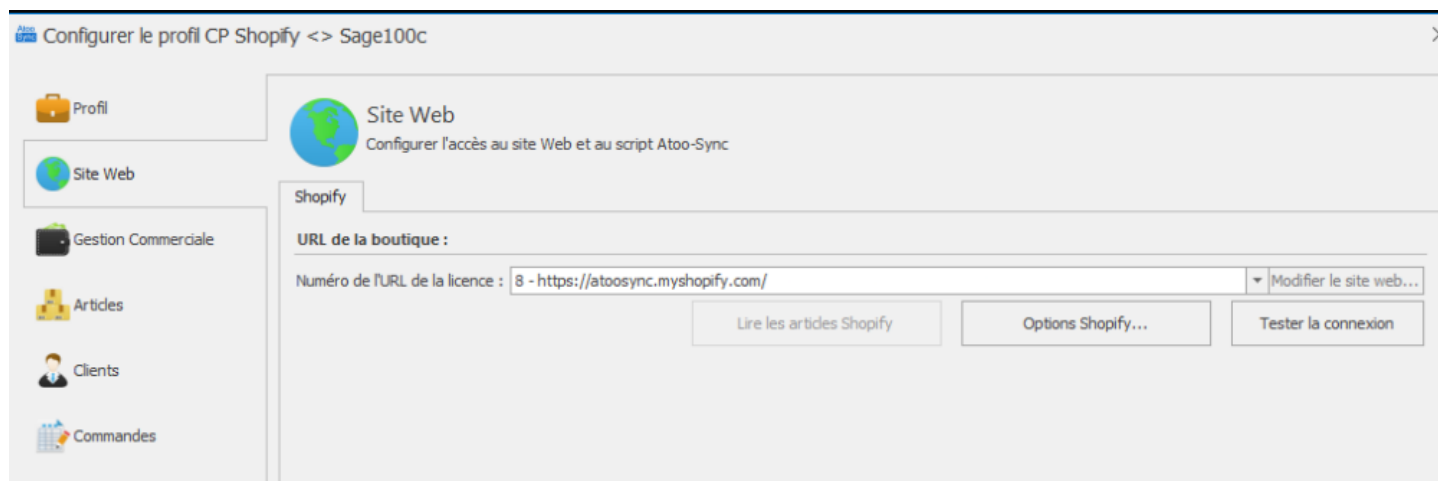 Atoo Sync
Configurer le profil CP Shopify <> Sage100c
Profil
Site Web
Gestion Commerciale
Articles
Clients
Commandes
Site Web
Configurer l'accès au site Web et au script Atoo-Sync
Shopify
URL de la boutique :
Numéro de l'URL de la licence : 8 - https://atoosync.myshopify.com/ Modifier le site web...
Lire les articles Shopify Options Shopify... Tester la connexion